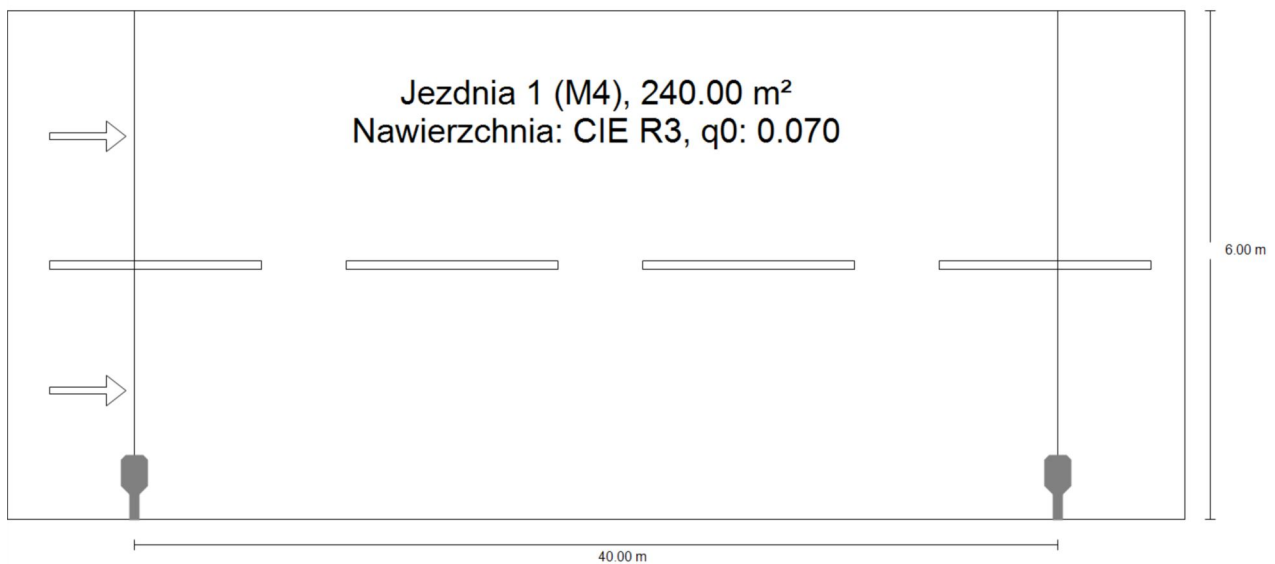 Jezdnia 1 (M4), 240.00 m²
Nawierzchnia: CIE R3, q0: 0.070
6.00 m
40.00 m